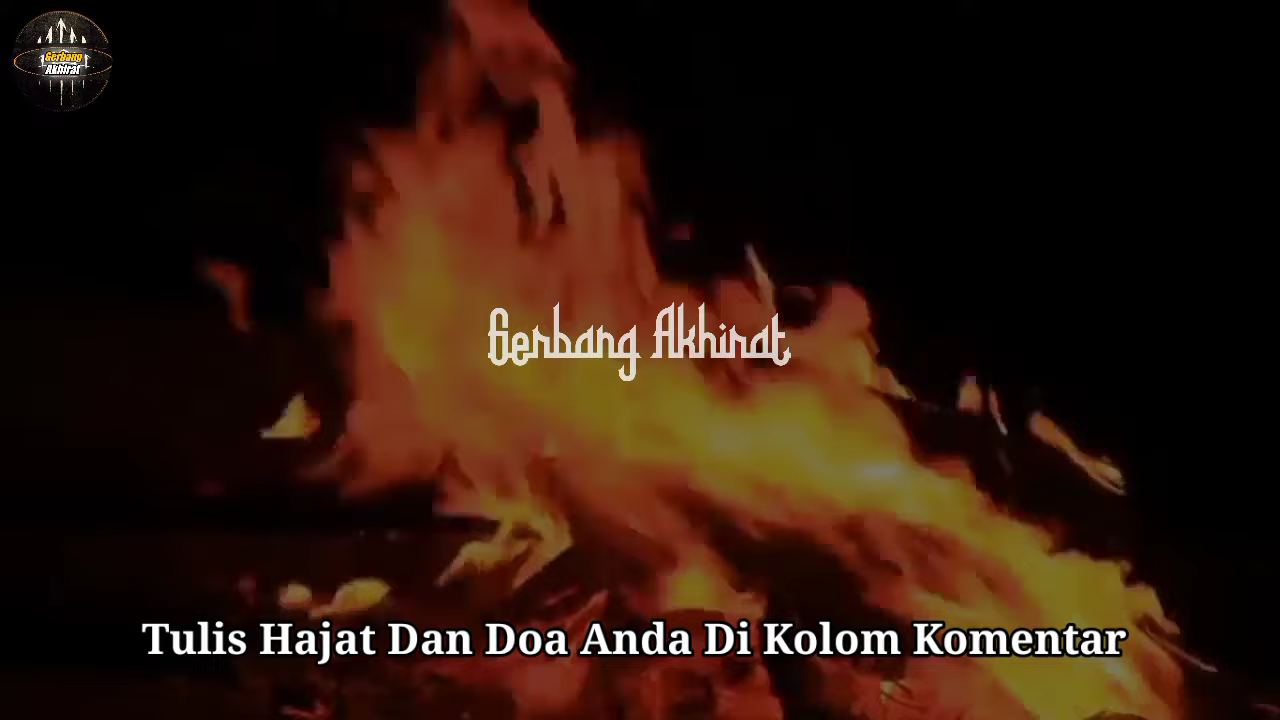 Gerbang
Akhirat
Gerbang Akhirat
Tulis Hajat Dan Doa Anda Di Kolom Komentar